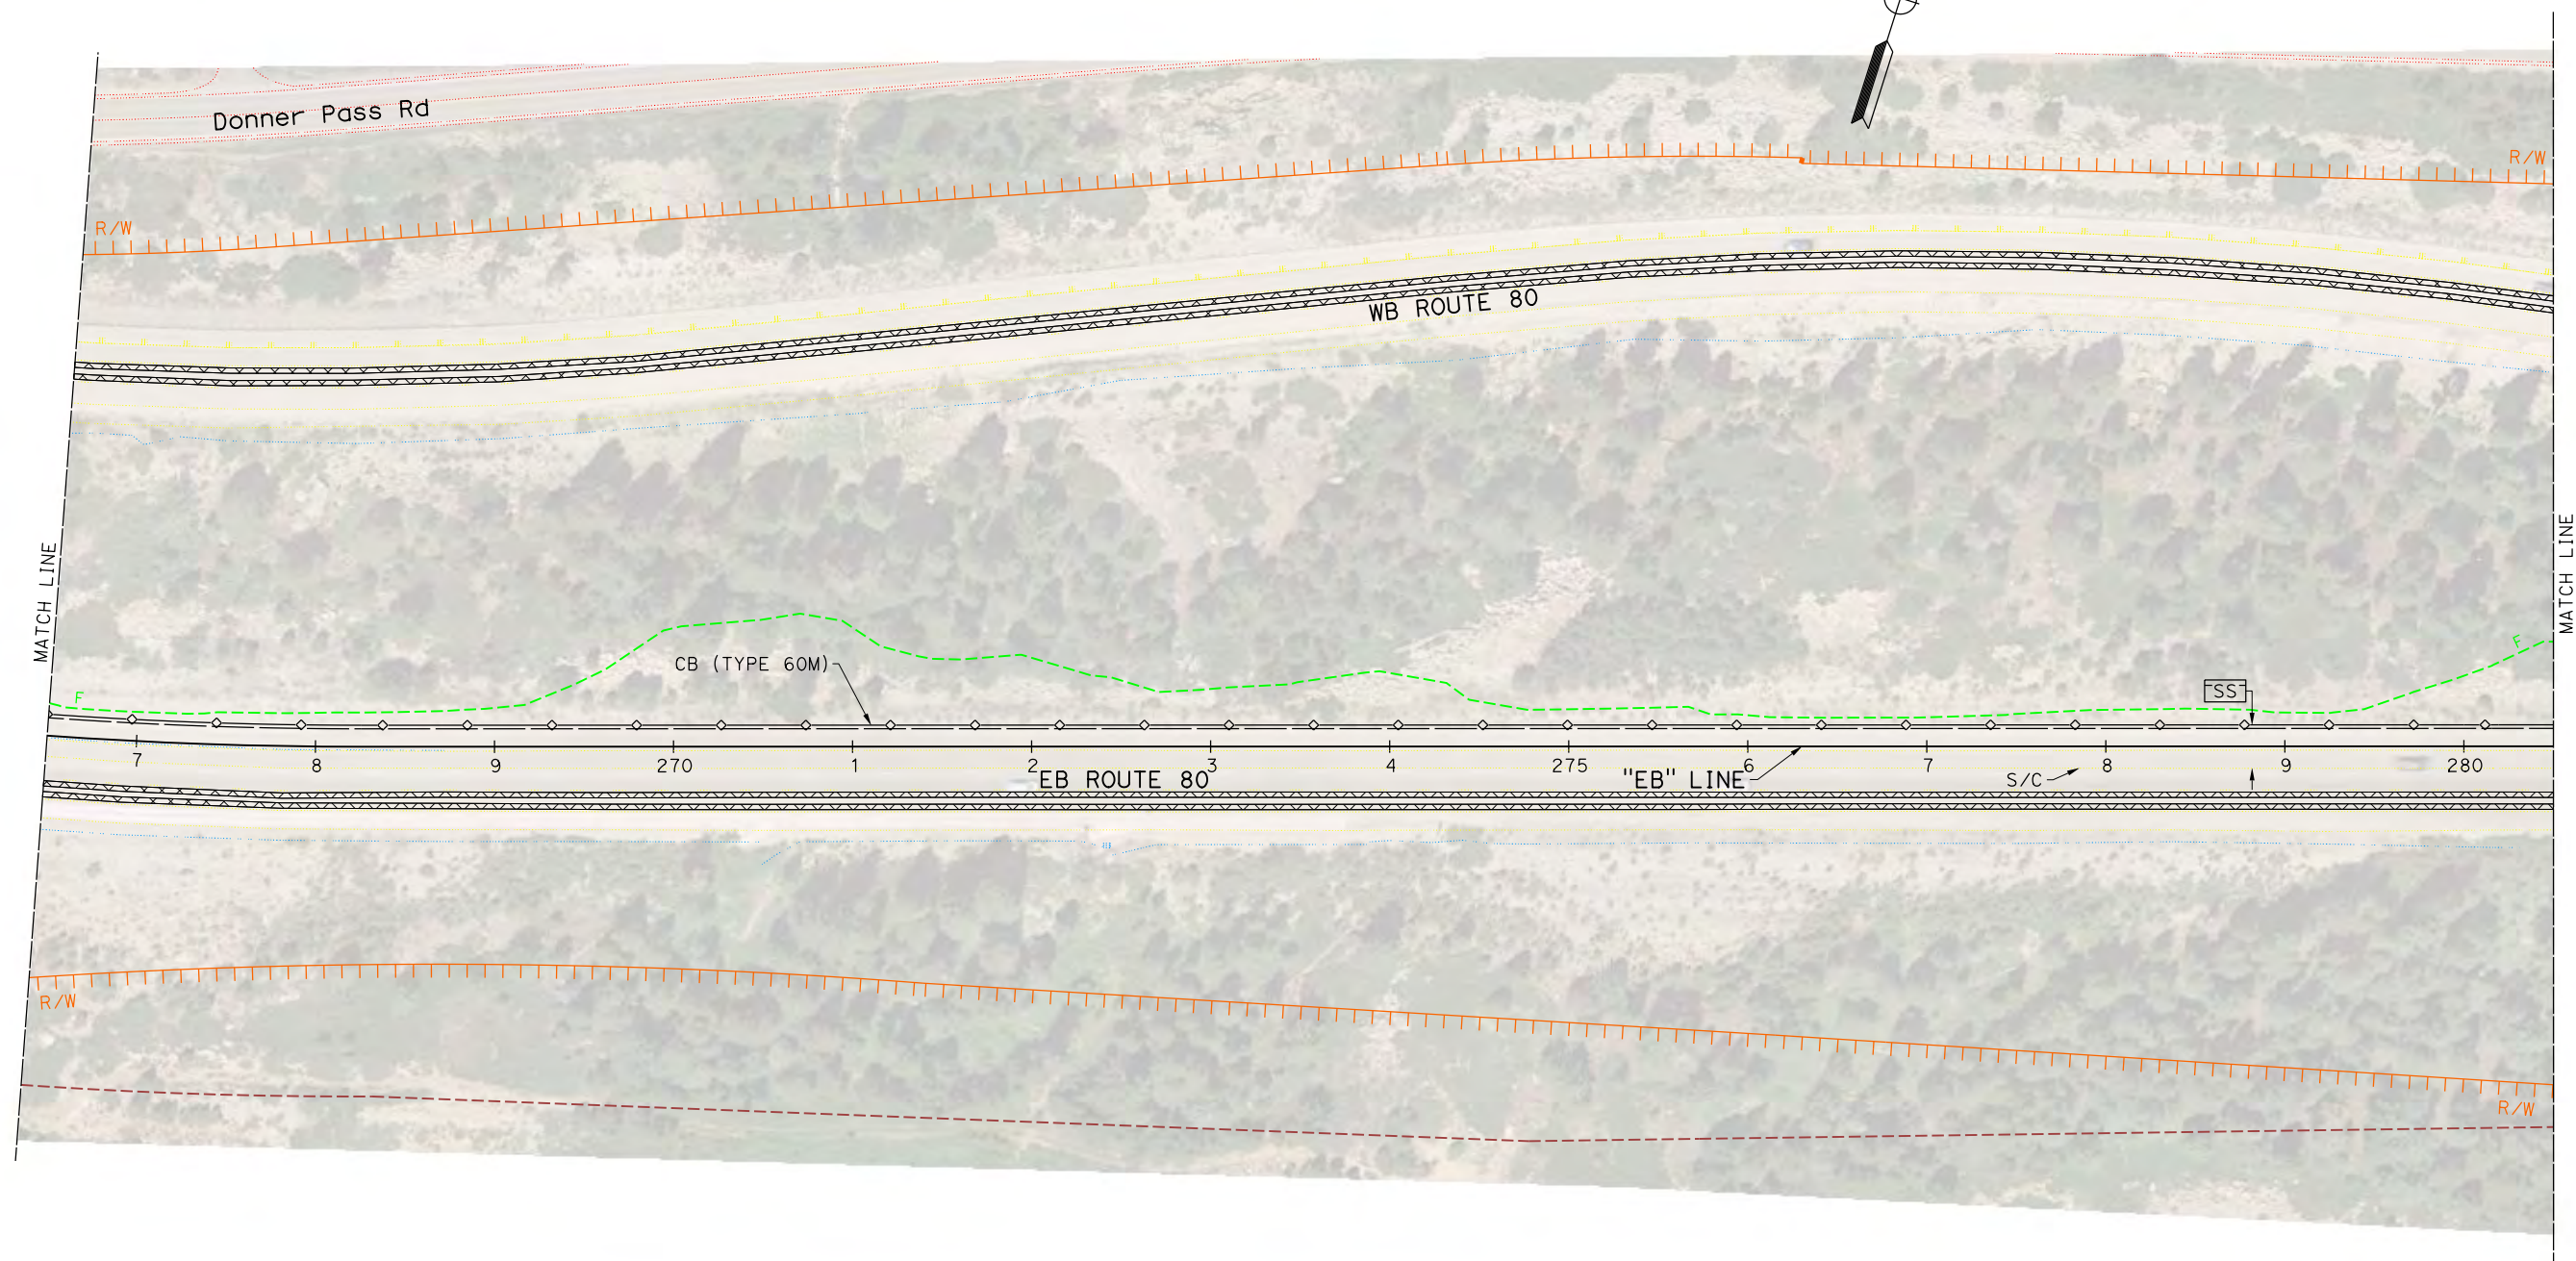 Donner Pass Rd
R/W
R/W
WB ROUTE 80
MATCH LINE
MATCH LINE
F
CB (TYPE 60M)
F
SS
7
8
9
270
1
2
3
4
275
6
7
8
9
280
EB ROUTE 80
"EB" LINE
S/C
R/W
R/W